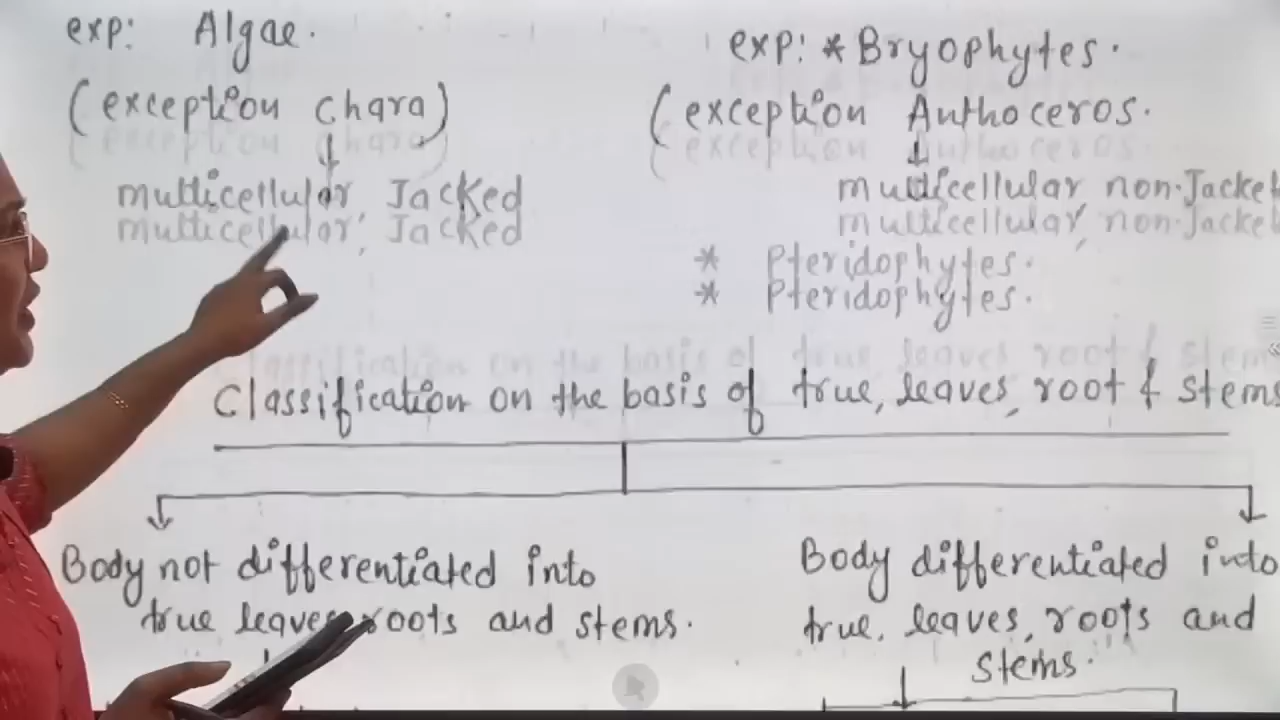 exp: Algae.
(exception Chara)
multicellular Jacked
exp: *Bryophytes.
(exception Anthoceros.
multicellular non-Jacket
* Pteridophytes.
Classification on the basis of true, leaves, root & stems
Body not differentiated into
true leaves roots and stems.
Body differentiated into
true, leaves, roots and
stems.